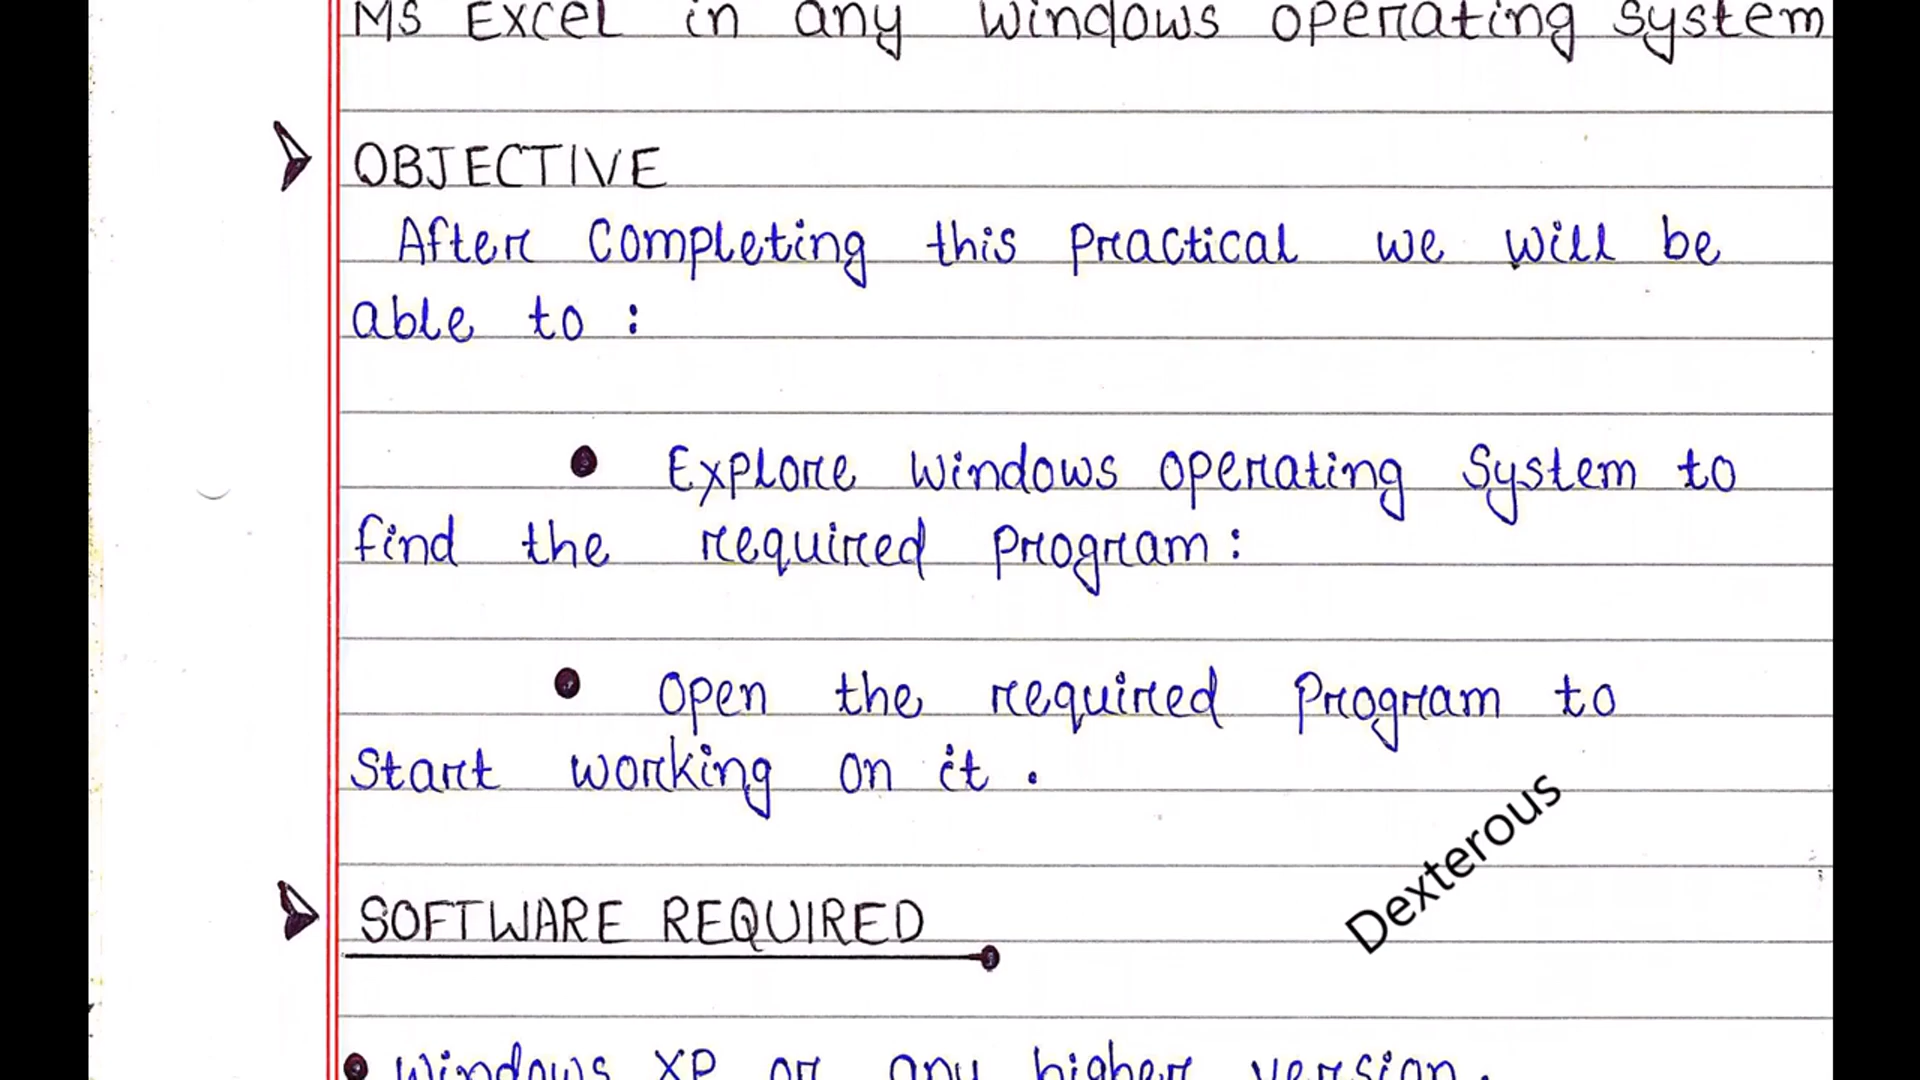 MS Excel in any windows operating system
OBJECTIVE
After completing this practical we will be
able to :
Explore windows operating system to
find the required program :
Open the required program to
start working on it .
Dexterous
SOFTWARE REQUIRED
Windows XP or any higher version .